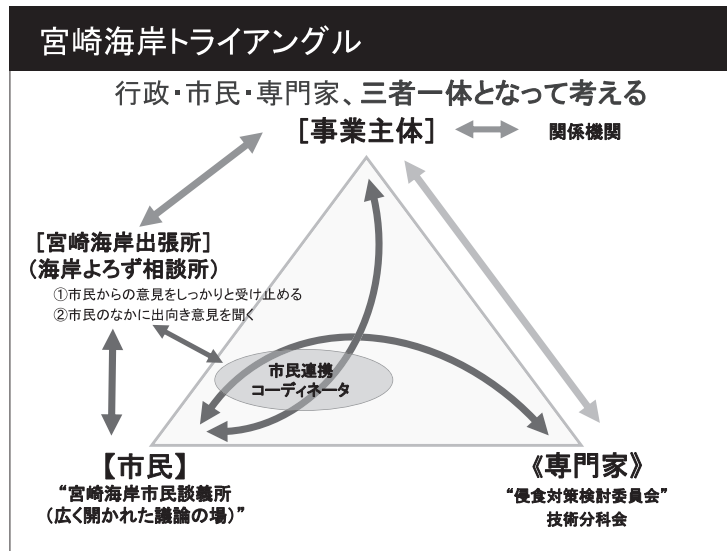 宮崎海岸トライアングル
行政・市民・専門家、三者一体となって考える
［事業主体］
関係機関
［宮崎海岸出張所］
（海岸よろず相談所）
①市民からの意見をしっかりと受け止める
②市民のなかに出向き意見を聞く
市民連携
コーディネータ
【市民】
“宮崎海岸市民談義所
（広く開かれた議論の場）”
《専門家》
“侵食対策検討委員会”
技術分科会